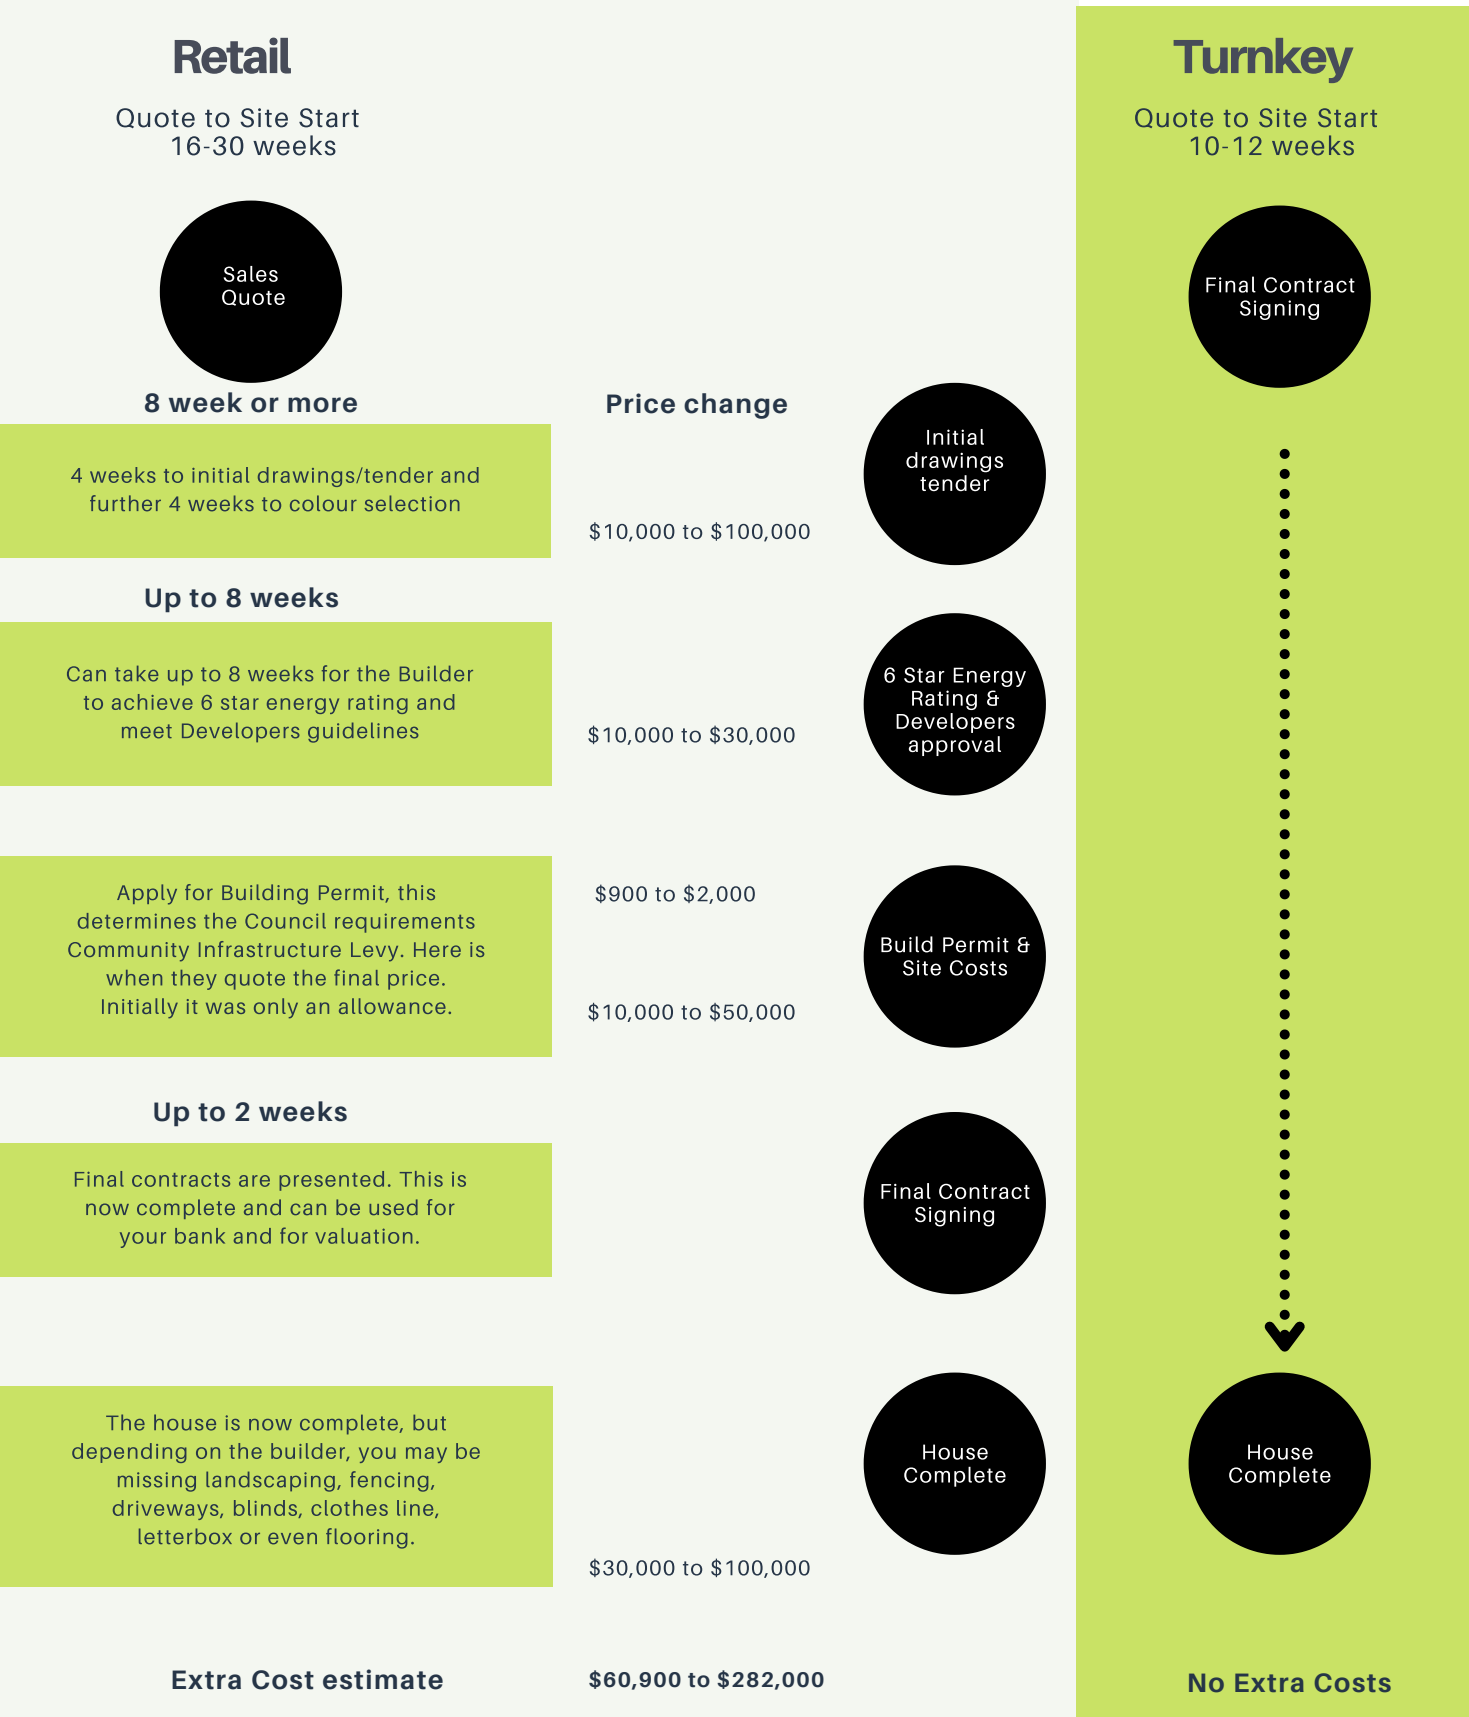 Retail
Quote to Site Start
16-30 weeks
Sales
Quote
8 week or more
Price change
4 weeks to initial drawings/tender and
further 4 weeks to colour selection
$10,000 to $100,000
Initial
drawings
tender
Up to 8 weeks
Can take up to 8 weeks for the Builder
to achieve 6 star energy rating and
meet Developers guidelines
$10,000 to $30,000
6 Star Energy
Rating &
Developers
approval
Apply for Building Permit, this
determines the Council requirements
Community Infrastructure Levy. Here is
when they quote the final price.
Initially it was only an allowance.
$900 to $2,000
$10,000 to $50,000
Build Permit &
Site Costs
Up to 2 weeks
Final contracts are presented. This is
now complete and can be used for
your bank and for valuation.
Final Contract
Signing
The house is now complete, but
depending on the builder, you may be
missing landscaping, fencing,
driveways, blinds, clothes line,
letterbox or even flooring.
$30,000 to $100,000
House
Complete
Extra Cost estimate
$60,900 to $282,000
Turnkey
Quote to Site Start
10-12 weeks
Final Contract
Signing
House
Complete
No Extra Costs